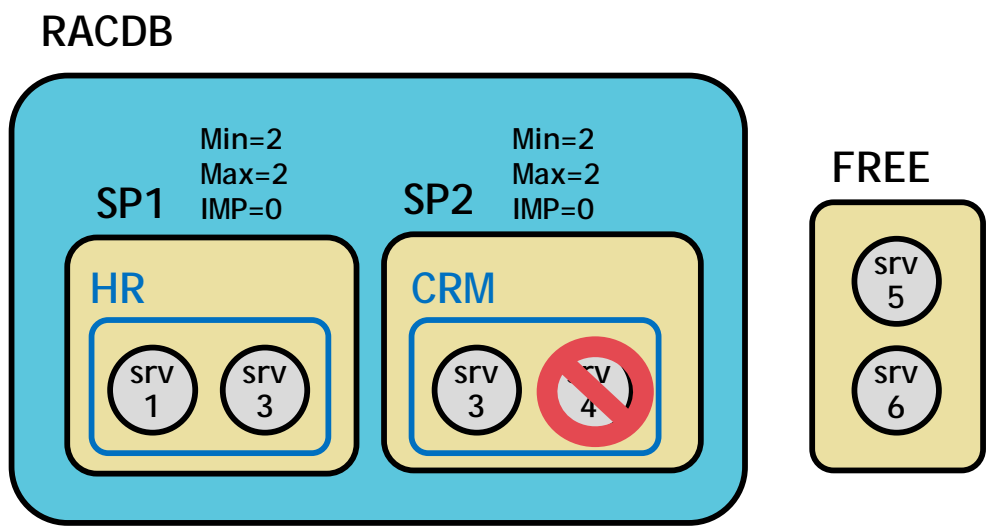 RACDB
SP1
Min=2
Max=2
IMP=0
HR
srv
1
srv
3
SP2
Min=2
Max=2
IMP=0
CRM
srv
3
srv
4
FREE
srv
5
srv
6